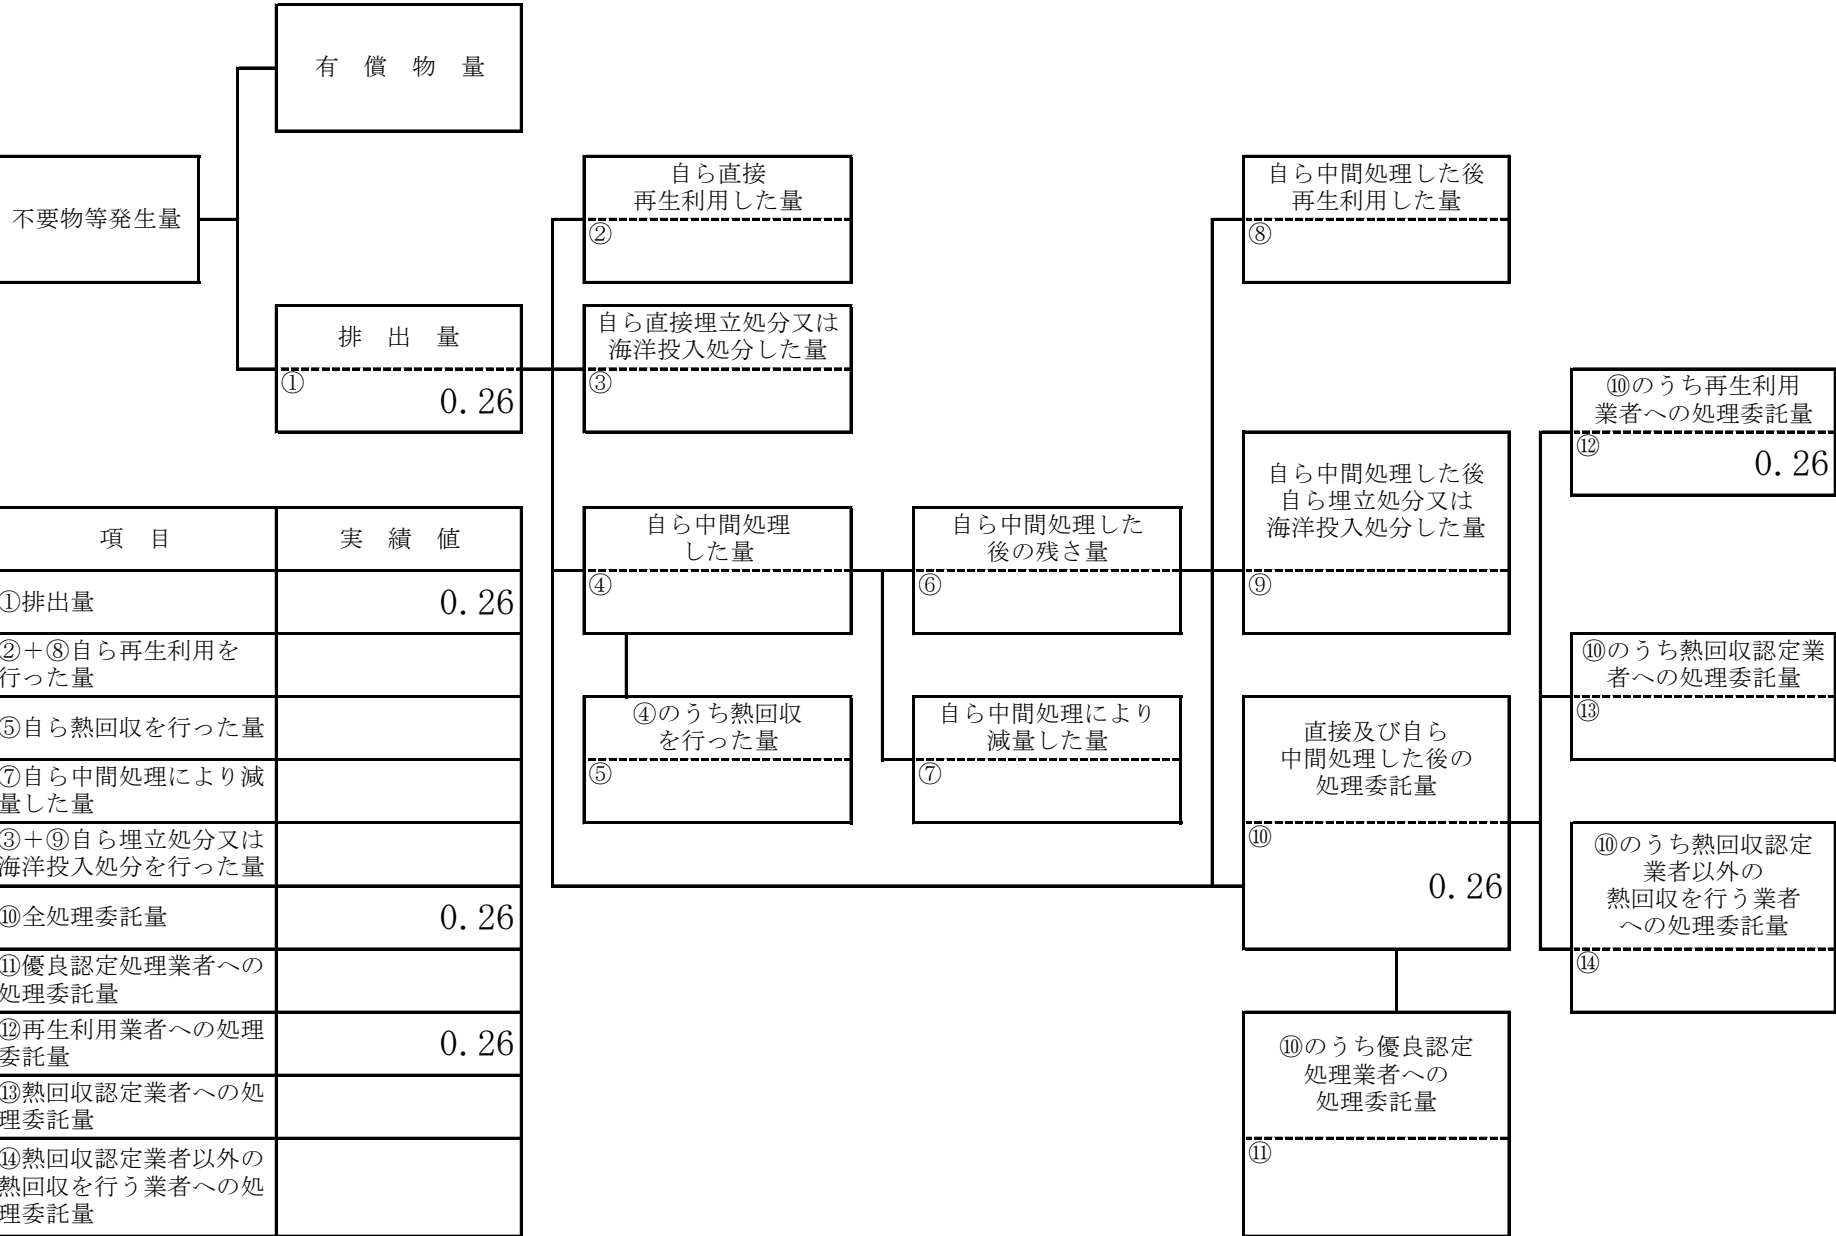 有　償　物　量
不要物等発生量
排　出　量
①
0.26
自ら直接
再生利用した量
②
自ら直接埋立処分又は
海洋投入処分した量
③
自ら中間処理
した量
④
④のうち熱回収
を行った量
⑤
自ら中間処理した
後の残さ量
⑥
自ら中間処理により
減量した量
⑦
自ら中間処理した後
再生利用した量
⑧
自ら中間処理した後
自ら埋立処分又は
海洋投入処分した量
⑨
直接及び自ら
中間処理した後の
処理委託量
⑩
0.26
⑩のうち優良認定
処理業者への
処理委託量
⑪
⑩のうち再生利用
業者への処理委託量
⑫
0.26
⑩のうち熱回収認定業
者への処理委託量
⑬
⑩のうち熱回収認定
業者以外の
熱回収を行う業者
への処理委託量
⑭
項　目　実　績　値
①排出量　0.26
②＋⑧自ら再生利用を
行った量
⑤自ら熱回収を行った量
⑦自ら中間処理により減
量した量
③＋⑨自ら埋立処分又は
海洋投入処分を行った量
⑩全処理委託量　0.26
⑪優良認定処理業者への
処理委託量
⑫再生利用業者への処理
委託量　0.26
⑬熱回収認定業者への処
理委託量
⑭熱回収認定業者以外の
熱回収を行う業者への処
理委託量